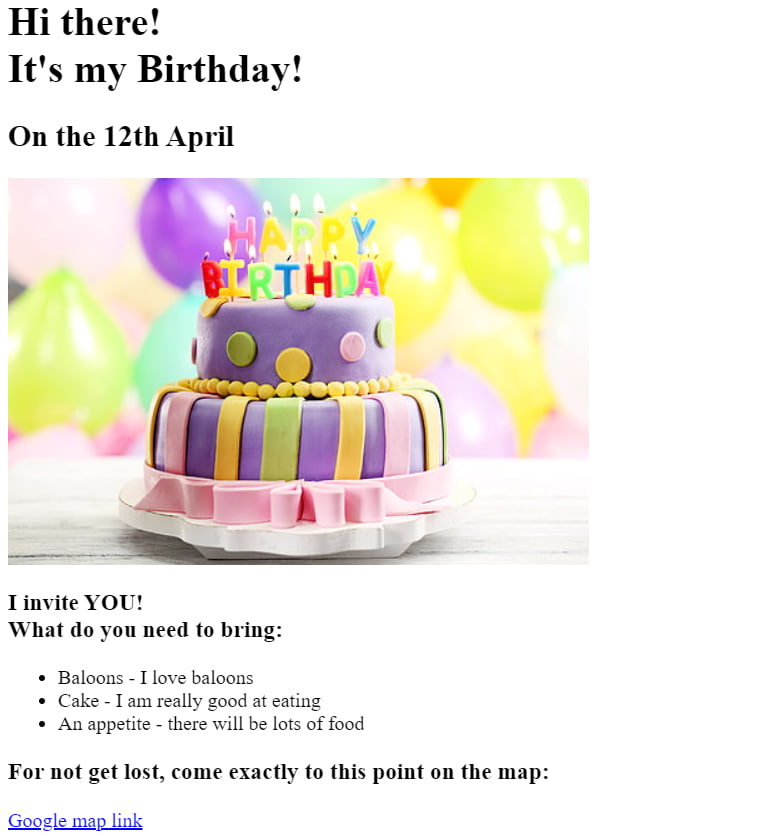 Hi there!
It's my Birthday!
On the 12th April
HAPPY
BIRTHDAY
I invite YOU!
What do you need to bring:
Baloons - I love baloons
Cake - I am really good at eating
An appetite - there will be lots of food
For not get lost, come exactly to this point on the map:
Google map link